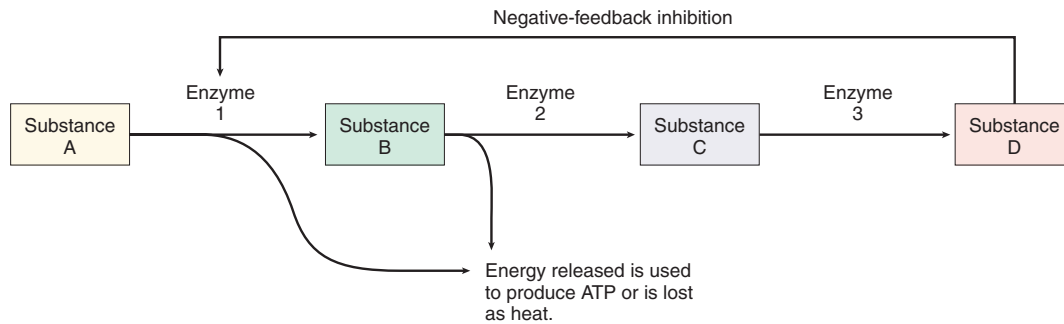 Negative-feedback inhibition
Enzyme
1
Enzyme
2
Enzyme
3
Substance
A
Substance
B
Substance
C
Substance
D
Energy released is used
to produce ATP or is lost
as heat.